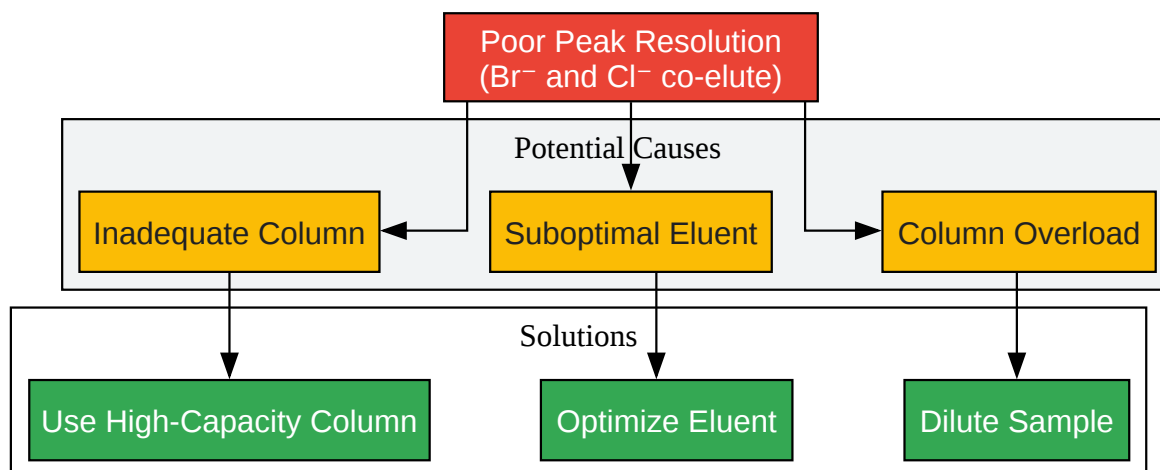 Poor Peak Resolution
(Br⁻ and Cl⁻ co-elute)
Potential Causes
Inadequate Column
Suboptimal Eluent
Column Overload
Solutions
Use High-Capacity Column
Optimize Eluent
Dilute Sample